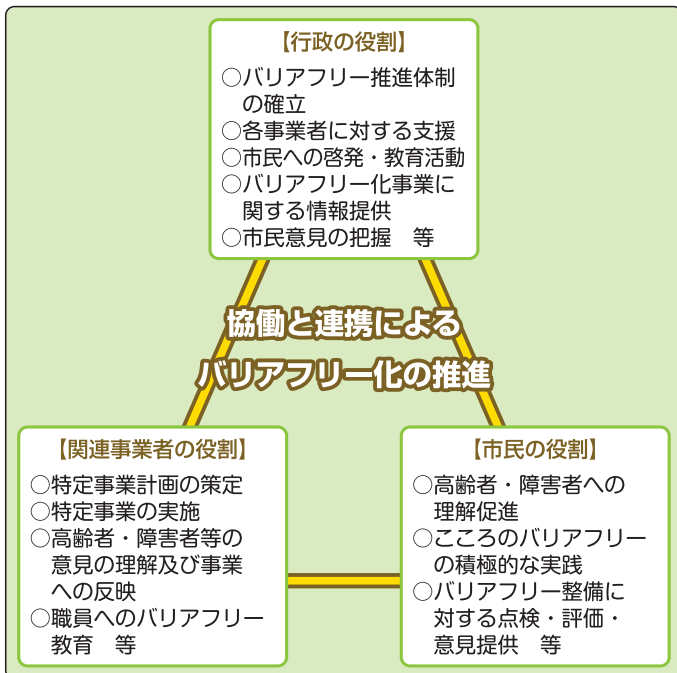 【行政の役割】
○バリアフリー推進体制
の確立
○各事業者に対する支援
○市民への啓発・教育活動
○バリアフリー化事業に
関する情報提供
○市民意見の把握　等
協働と連携による
バリアフリー化の推進
【関連事業者の役割】
○特定事業計画の策定
○特定事業の実施
○高齢者・障害者等の
意見の理解及び事業
への反映
○職員へのバリアフリー
教育　等
【市民の役割】
○高齢者・障害者への
理解促進
○こころのバリアフリー
の積極的な実践
○バリアフリー整備に
対する点検・評価・
意見提供　等